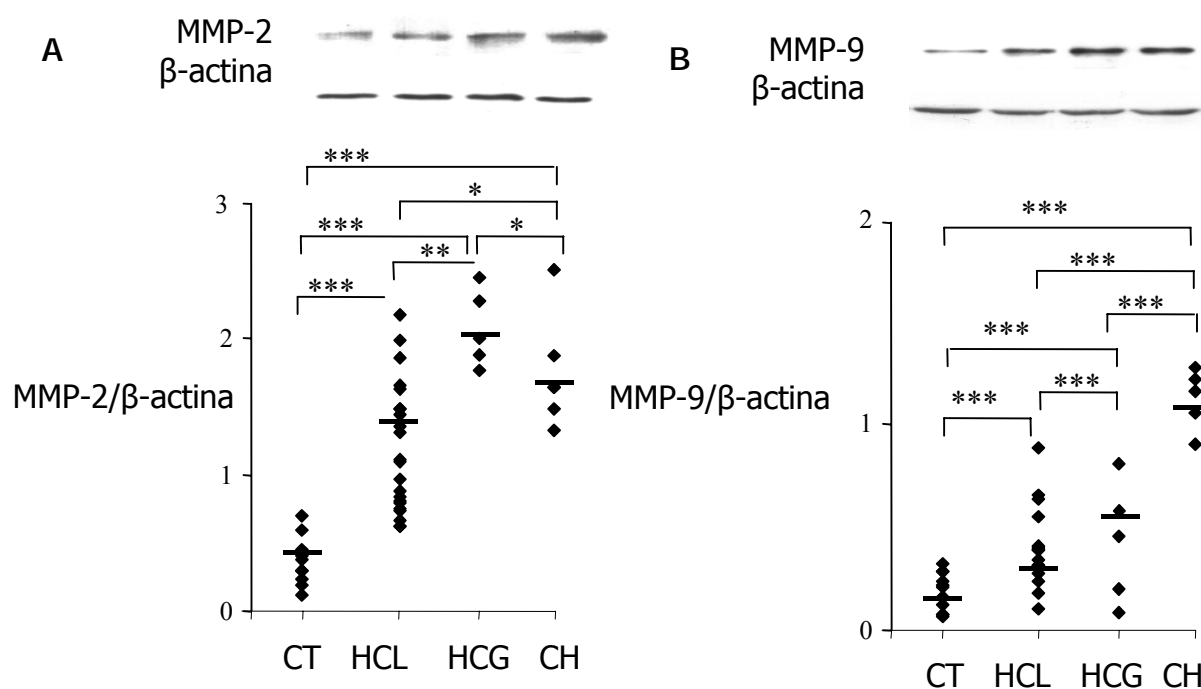 A
MMP-2
β-actina
***
*
***
*
**
***
3
2
1
0
MMP-2/β-actina
CT HCL HCG CH
B
MMP-9
β-actina
***
***
***
***
***
***
2
1
0
MMP-9/β-actina
CT HCL HCG CH